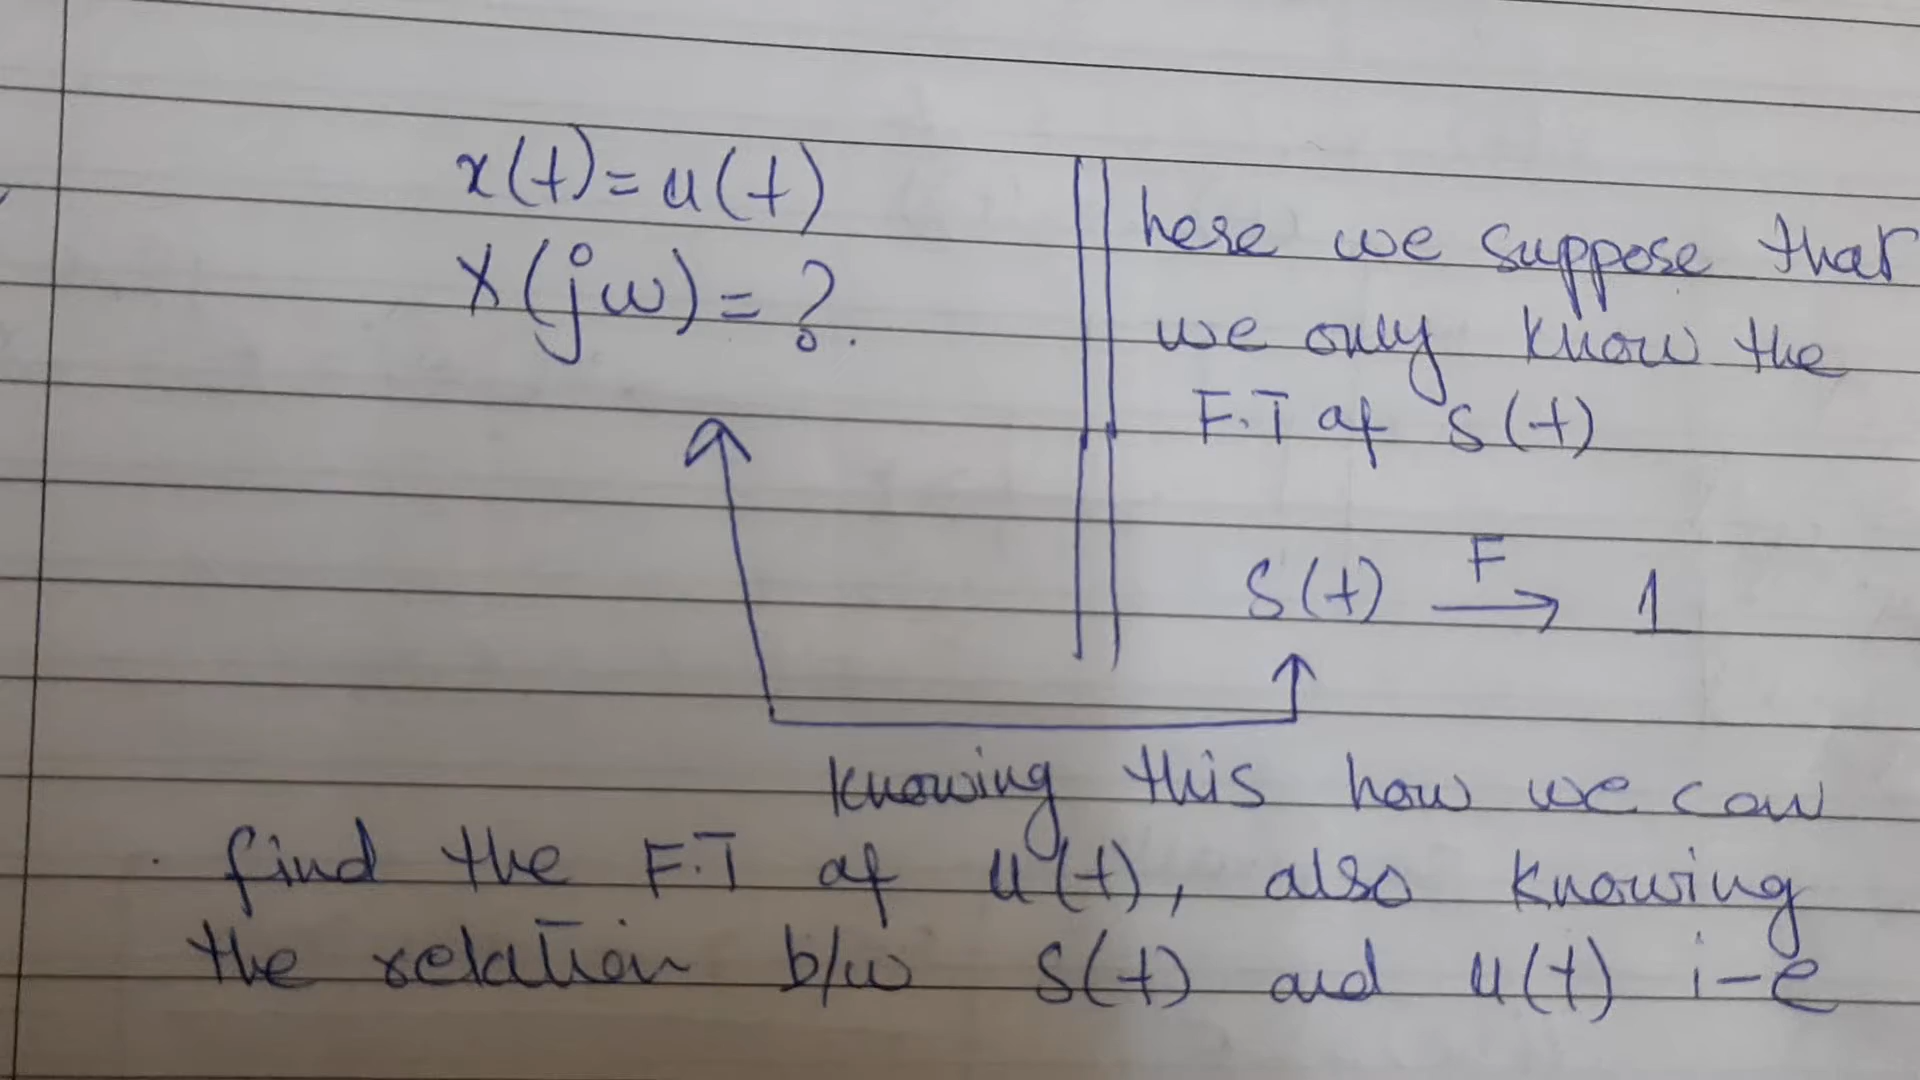 x(t)=u(t)
X(jω)=?.
here we suppose that
we only know the
F.T of δ(t)
δ(t) F→ 1
knowing this how we can
find the F.T of u(t), also knowing
the relation b/w δ(t) and u(t) i-e